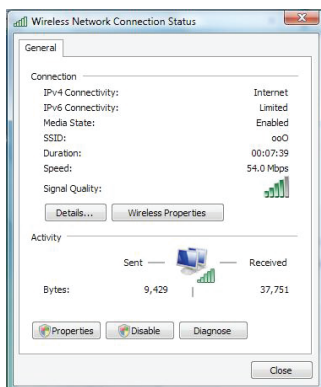 Wireless Network Connection Status
General
Connection
IPv4 Connectivity: Internet
IPv6 Connectivity: Limited
Media State: Enabled
SSID: ooO
Duration: 00:07:39
Speed: 54.0 Mbps
Signal Quality:
Details... Wireless Properties
Activity
Sent — — Received
Bytes: 9,429 | 37,751
Properties Disable Diagnose
Close